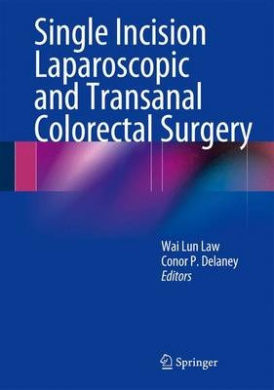 Single Incision
Laparoscopic
and Transanal
Colorectal Surgery
Wai Lun Law
Conor P. Delaney
Editors
Springer